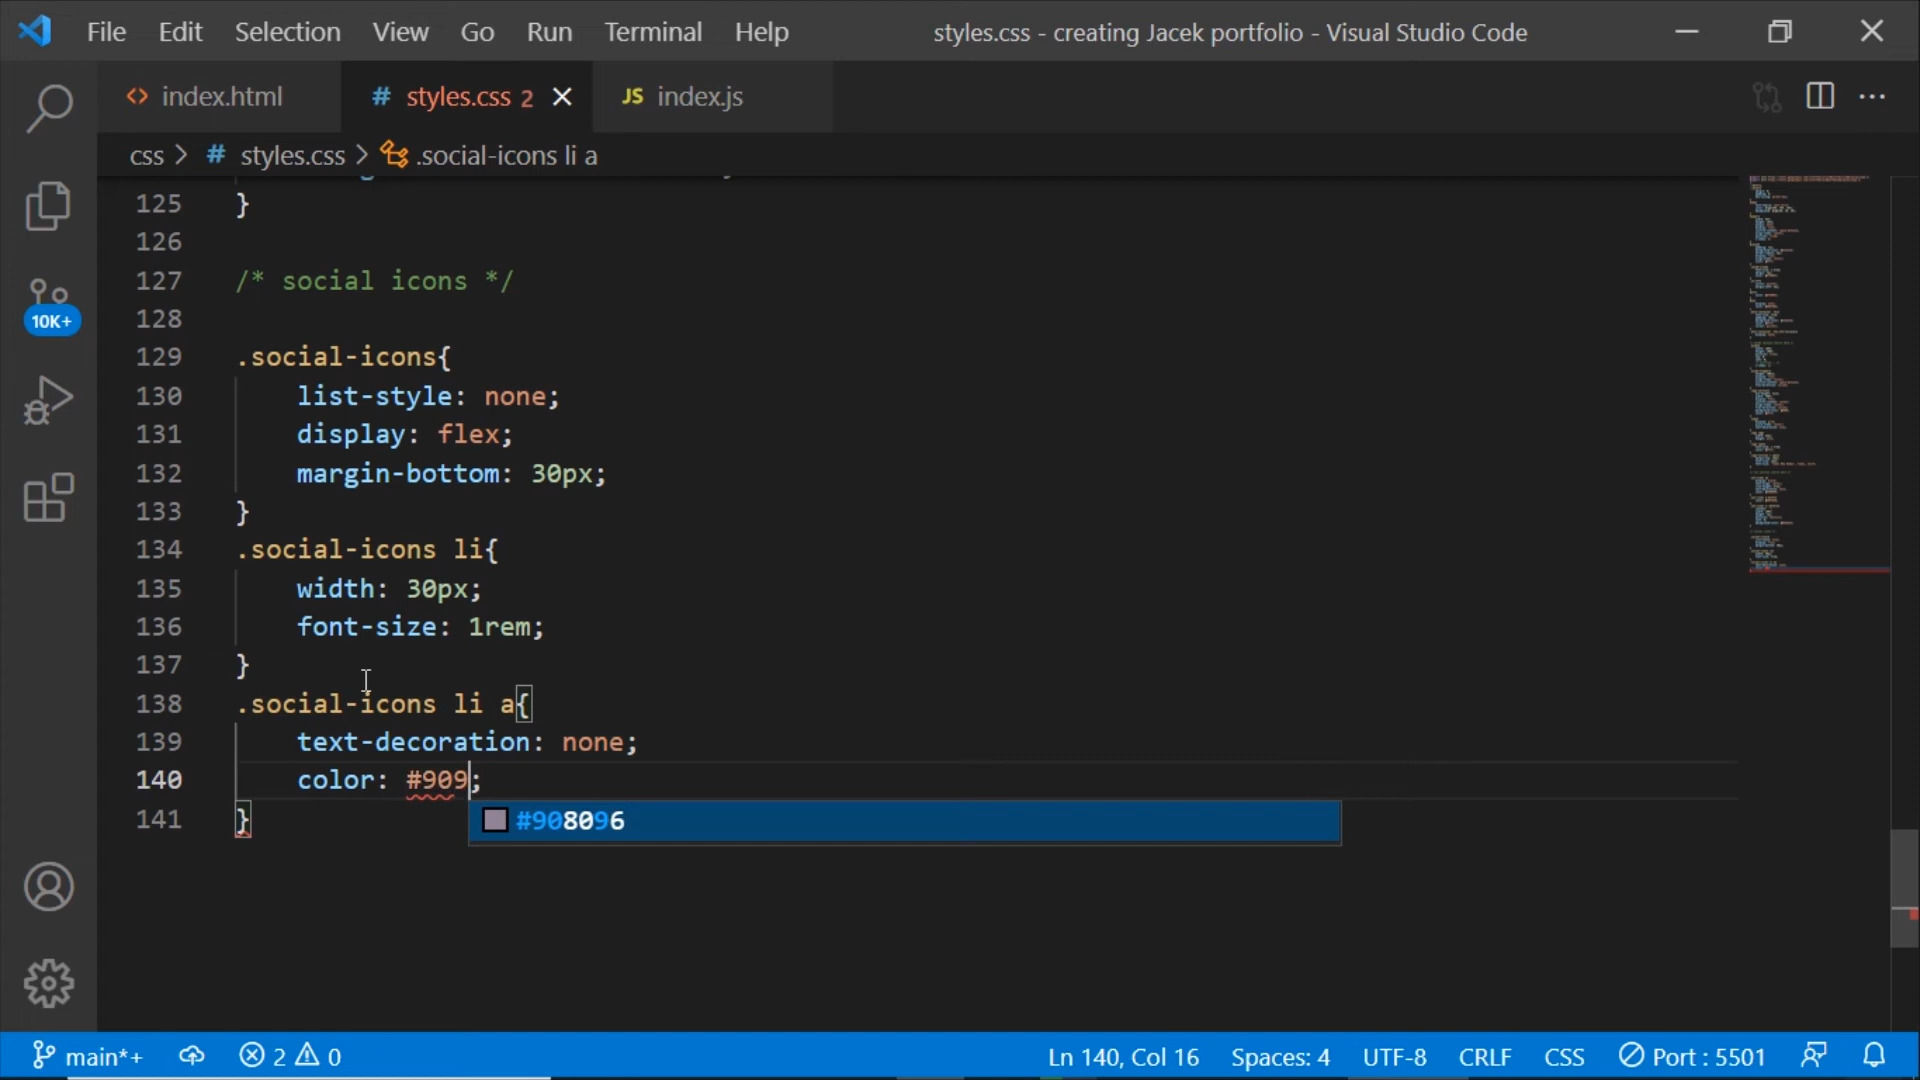 File Edit Selection View Go Run Terminal Help styles.css - creating Jacek portfolio - Visual Studio Code
<> index.html # styles.css 2 JS index.js ...
css > # styles.css > .social-icons li a
125 }
126
127 /* social icons */
128
129 .social-icons{
130 list-style: none;
131 display: flex;
132 margin-bottom: 30px;
133 }
134 .social-icons li{
135 width: 30px;
136 font-size: 1rem;
137 }
138 .social-icons li a{
139 text-decoration: none;
140 color: #909;
#908096
141 }
10K+
main*+ 2 0 Ln 140, Col 16 Spaces: 4 UTF-8 CRLF CSS Port : 5501